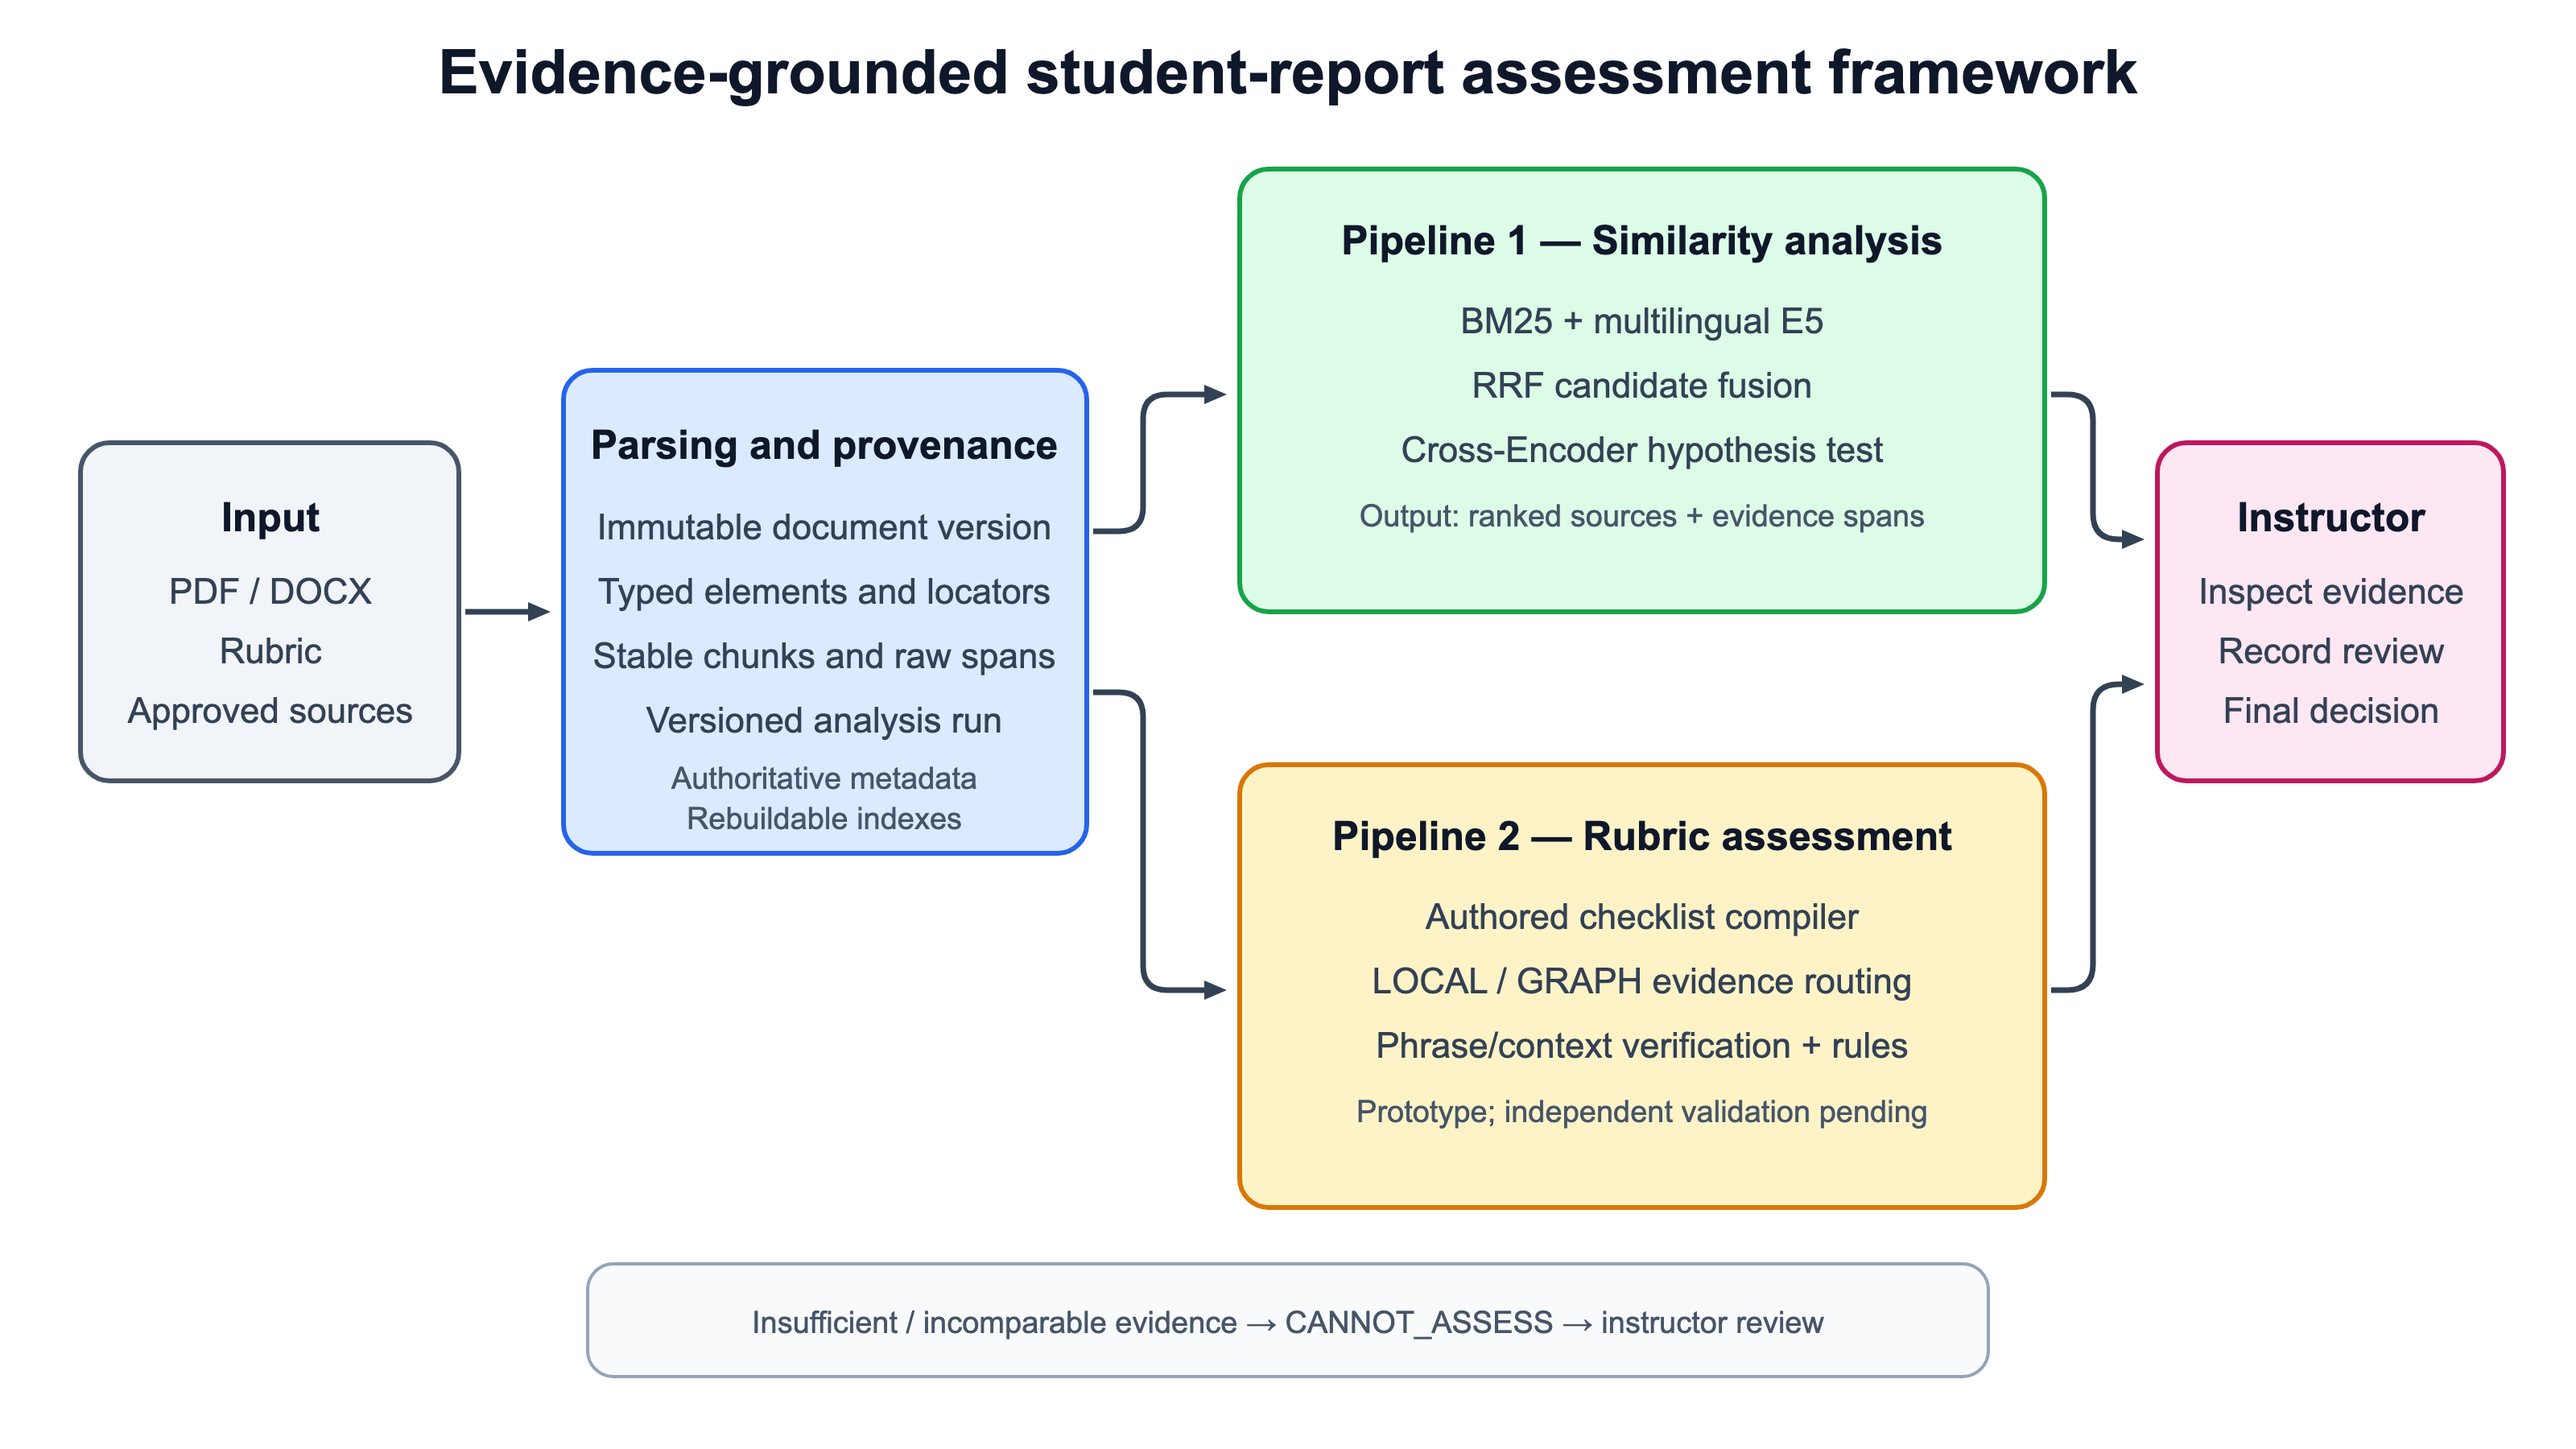 Evidence-grounded student-report assessment framework
Input
PDF / DOCX
Rubric
Approved sources
Parsing and provenance
Immutable document version
Typed elements and locators
Stable chunks and raw spans
Versioned analysis run
Authoritative metadata
Rebuildable indexes
Pipeline 1 — Similarity analysis
BM25 + multilingual E5
RRF candidate fusion
Cross-Encoder hypothesis test
Output: ranked sources + evidence spans
Pipeline 2 — Rubric assessment
Authored checklist compiler
LOCAL / GRAPH evidence routing
Phrase/context verification + rules
Prototype; independent validation pending
Instructor
Inspect evidence
Record review
Final decision
Insufficient / incomparable evidence → CANNOT_ASSESS → instructor review